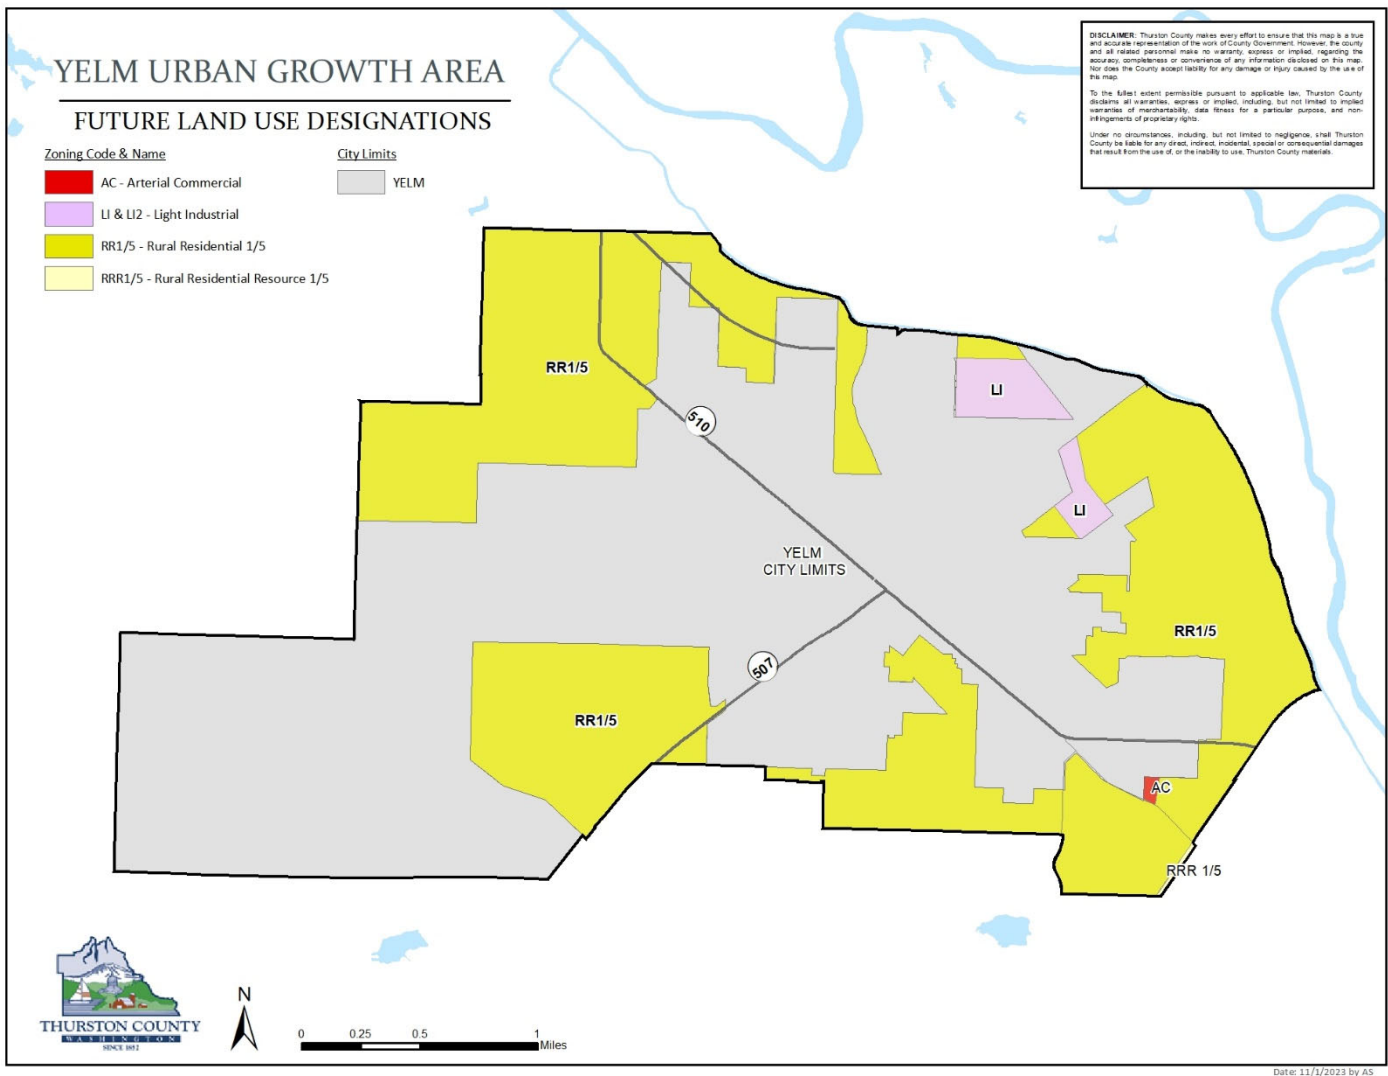 YELM URBAN GROWTH AREA
FUTURE LAND USE DESIGNATIONS
Zoning Code & Name
City Limits
AC - Arterial Commercial
YELM
LI & LI2 - Light Industrial
RR1/5 - Rural Residential 1/5
RRR1/5 - Rural Residential Resource 1/5
DISCLAIMER: Thurston County makes every effort to ensure that this map is a true
and accurate representation of the work of County Government. However, the county
and all related personnel make no warranty, express or implied, regarding the
accuracy, completeness or convenience of any information disclosed on this map.
Nor does the County accept liability for any damage or injury caused by the use of
this map.
To the fullest extent permissible pursuant to applicable law, Thurston County
disclaims all warranties, express or implied, including, but not limited to implied
warranties of merchantability, data fitness for a particular purpose, and non-
infringements of proprietary rights.
Under no circumstances, including, but not limited to negligence, shall Thurston
County be liable for any direct, indirect, incidental, special or consequential damages
that result from the use of, or the inability to use, Thurston County materials.
RR1/5
LI
510
LI
YELM
CITY LIMITS
RR1/5
507
RR1/5
AC
RRR 1/5
THURSTON COUNTY
WASHINGTON
SINCE 1852
N
0 0.25 0.5 1
Miles
Date: 11/1/2023 by AS